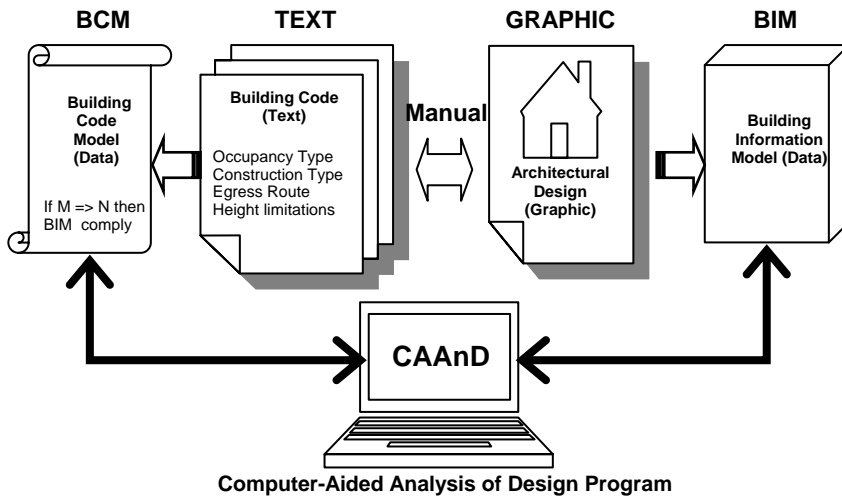 BCM
TEXT
GRAPHIC
BIM
Building
Code
Model
(Data)
If M => N then
BIM comply
Building Code
(Text)
Occupancy Type
Construction Type
Egress Route
Height limitations
Manual
Architectural
Design
(Graphic)
Building
Information
Model (Data)
CAAnD
Computer-Aided Analysis of Design Program